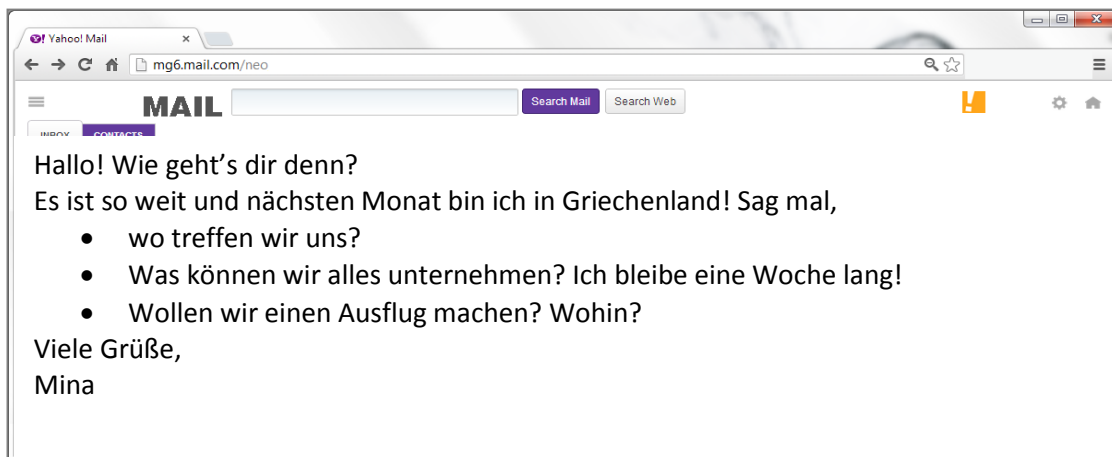 Yahoo! Mail
mg6.mail.com/neo
MAIL Search Mail Search Web
INBOX CONTACTS
Hallo! Wie geht’s dir denn?
Es ist so weit und nächsten Monat bin ich in Griechenland! Sag mal,
• wo treffen wir uns?
• Was können wir alles unternehmen? Ich bleibe eine Woche lang!
• Wollen wir einen Ausflug machen? Wohin?
Viele Grüße,
Mina